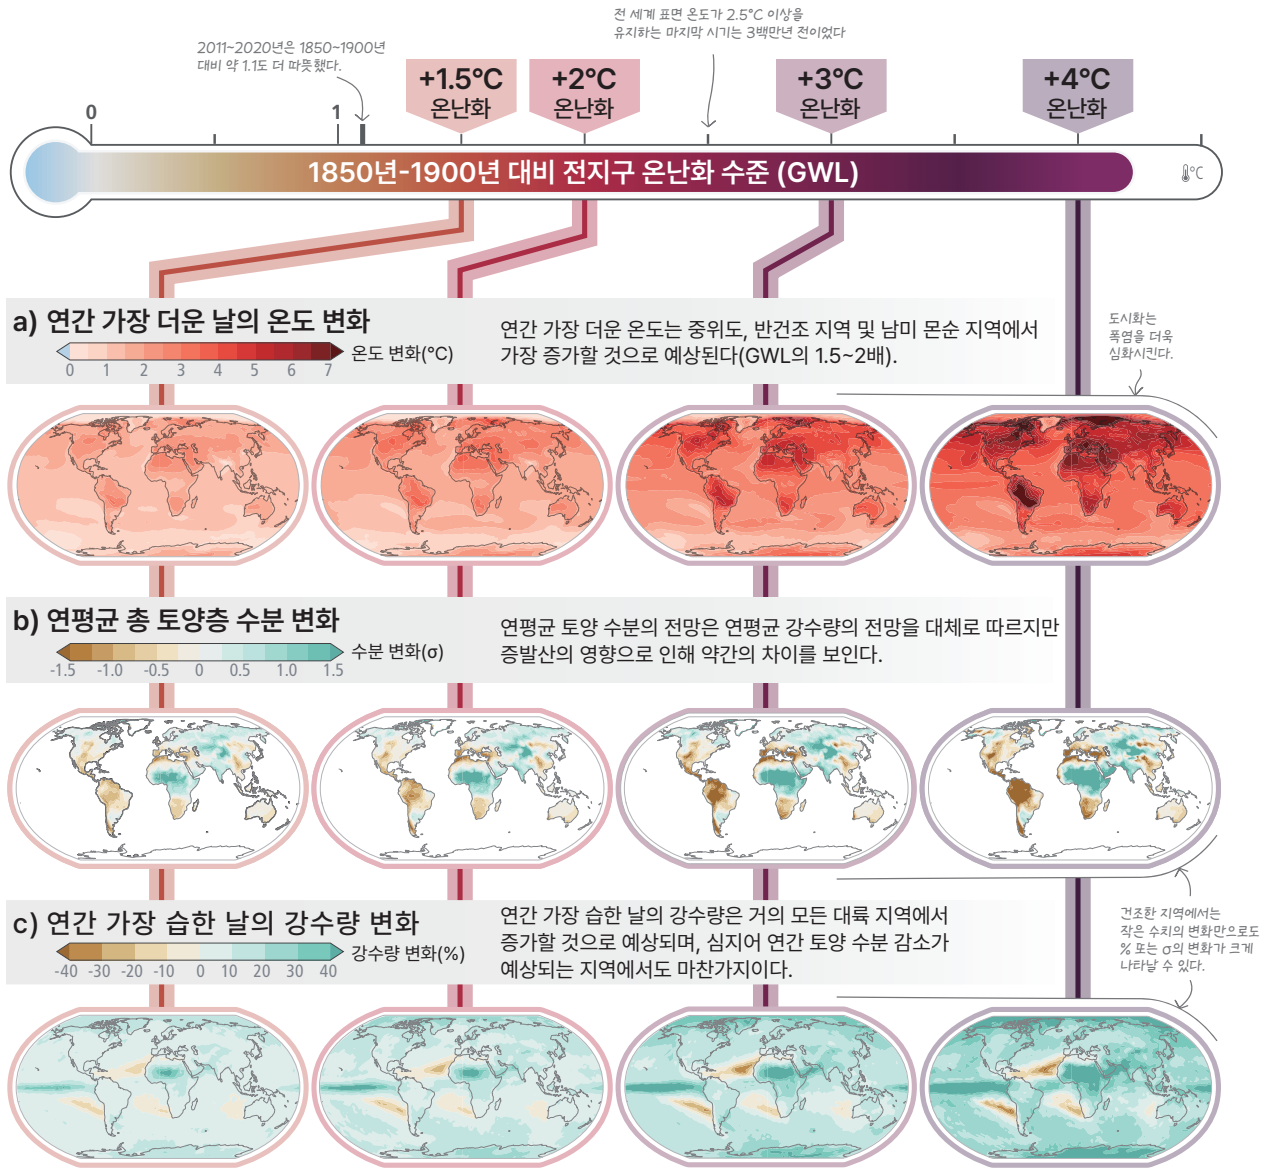 전 세계 표면 온도가 2.5°C 이상을
유지하는 마지막 시기는 3백만년 전이었다
2011~2020년은 1850~1900년
대비 약 1.1도 더 따뜻했다.
+1.5°C
온난화
+2°C
온난화
+3°C
온난화
+4°C
온난화
0
1
1850년-1900년 대비 전지구 온난화 수준 (GWL)
°C
a) 연간 가장 더운 날의 온도 변화
온도 변화(°C)
0 1 2 3 4 5 6 7
연간 가장 더운 온도는 중위도, 반건조 지역 및 남미 몬순 지역에서
가장 증가할 것으로 예상된다(GWL의 1.5~2배).
도시화는
폭염을 더욱
심화시킨다.
b) 연평균 총 토양층 수분 변화
수분 변화(σ)
-1.5 -1.0 -0.5 0 0.5 1.0 1.5
연평균 토양 수분의 전망은 연평균 강수량의 전망을 대체로 따르지만
증발산의 영향으로 인해 약간의 차이를 보인다.
c) 연간 가장 습한 날의 강수량 변화
강수량 변화(%)
-40 -30 -20 -10 0 10 20 30 40
연간 가장 습한 날의 강수량은 거의 모든 대륙 지역에서
증가할 것으로 예상되며, 심지어 연간 토양 수분 감소가
예상되는 지역에서도 마찬가지이다.
건조한 지역에서는
작은 수치의 변화만으로도
% 또는 σ의 변화가 크게
나타날 수 있다.